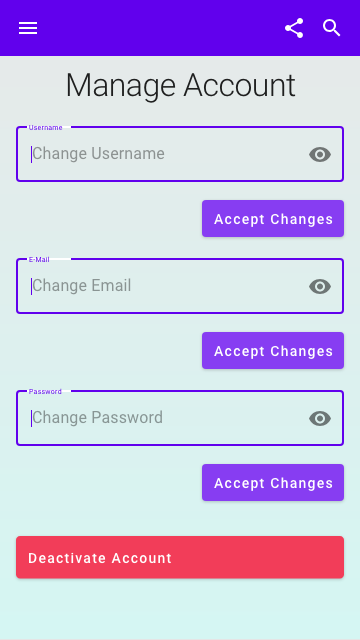 Manage Account
Username
Change Username
Accept Changes
E-Mail
Change Email
Accept Changes
Password
Change Password
Accept Changes
Deactivate Account